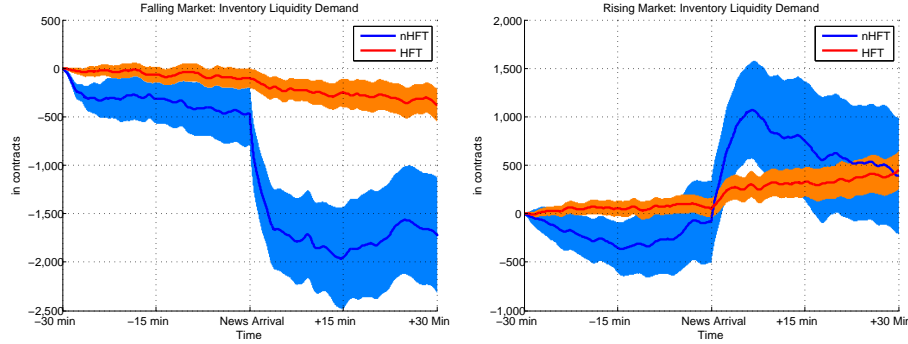 Falling Market: Inventory Liquidity Demand
500
0
−500
−1,000
−1,500
−2,000
−2,500
in contracts
nHFT
HFT
−30 min
−15 min
News Arrival
+15 min
+30 Min
Time
Rising Market: Inventory Liquidity Demand
2,000
1,500
1,000
500
0
−500
−1,000
in contracts
nHFT
HFT
−30 min
−15 min
News Arrival
+15 min
+30 Min
Time